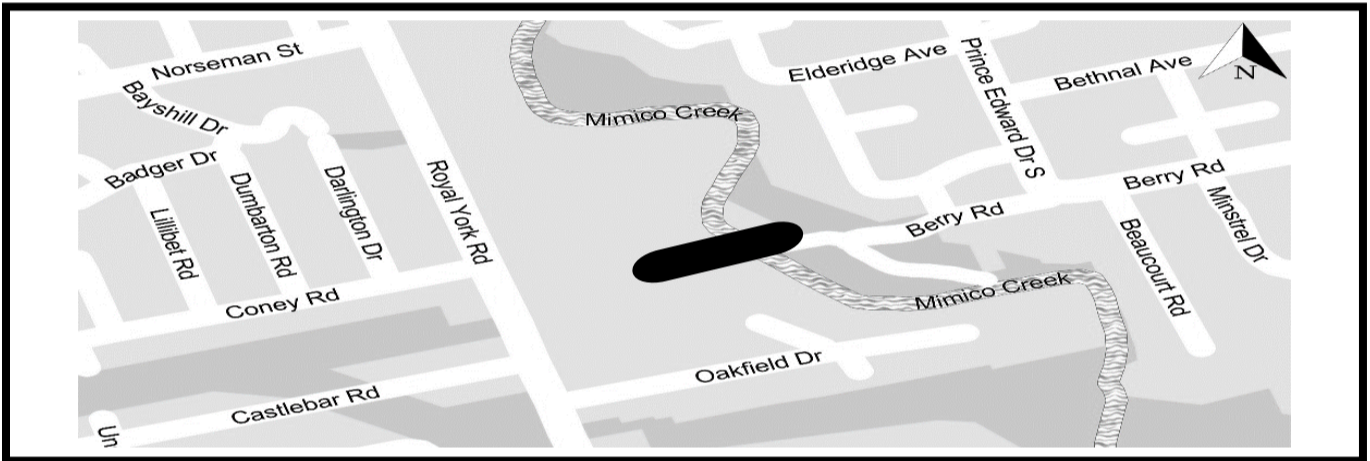 Norseman St
Bayshill Dr
Badger Dr
Lillibet Rd
Dumbarton Rd
Darlington Dr
Royal York Rd
Coney Rd
Castlebar Rd
Un
Mimico Creek
Elderidge Ave
Prince Edward Dr S
Bethnal Ave
N
Berry Rd
Berry Rd
Minstrel Dr
Beaucourt Rd
Mimico Creek
Oakfield Dr